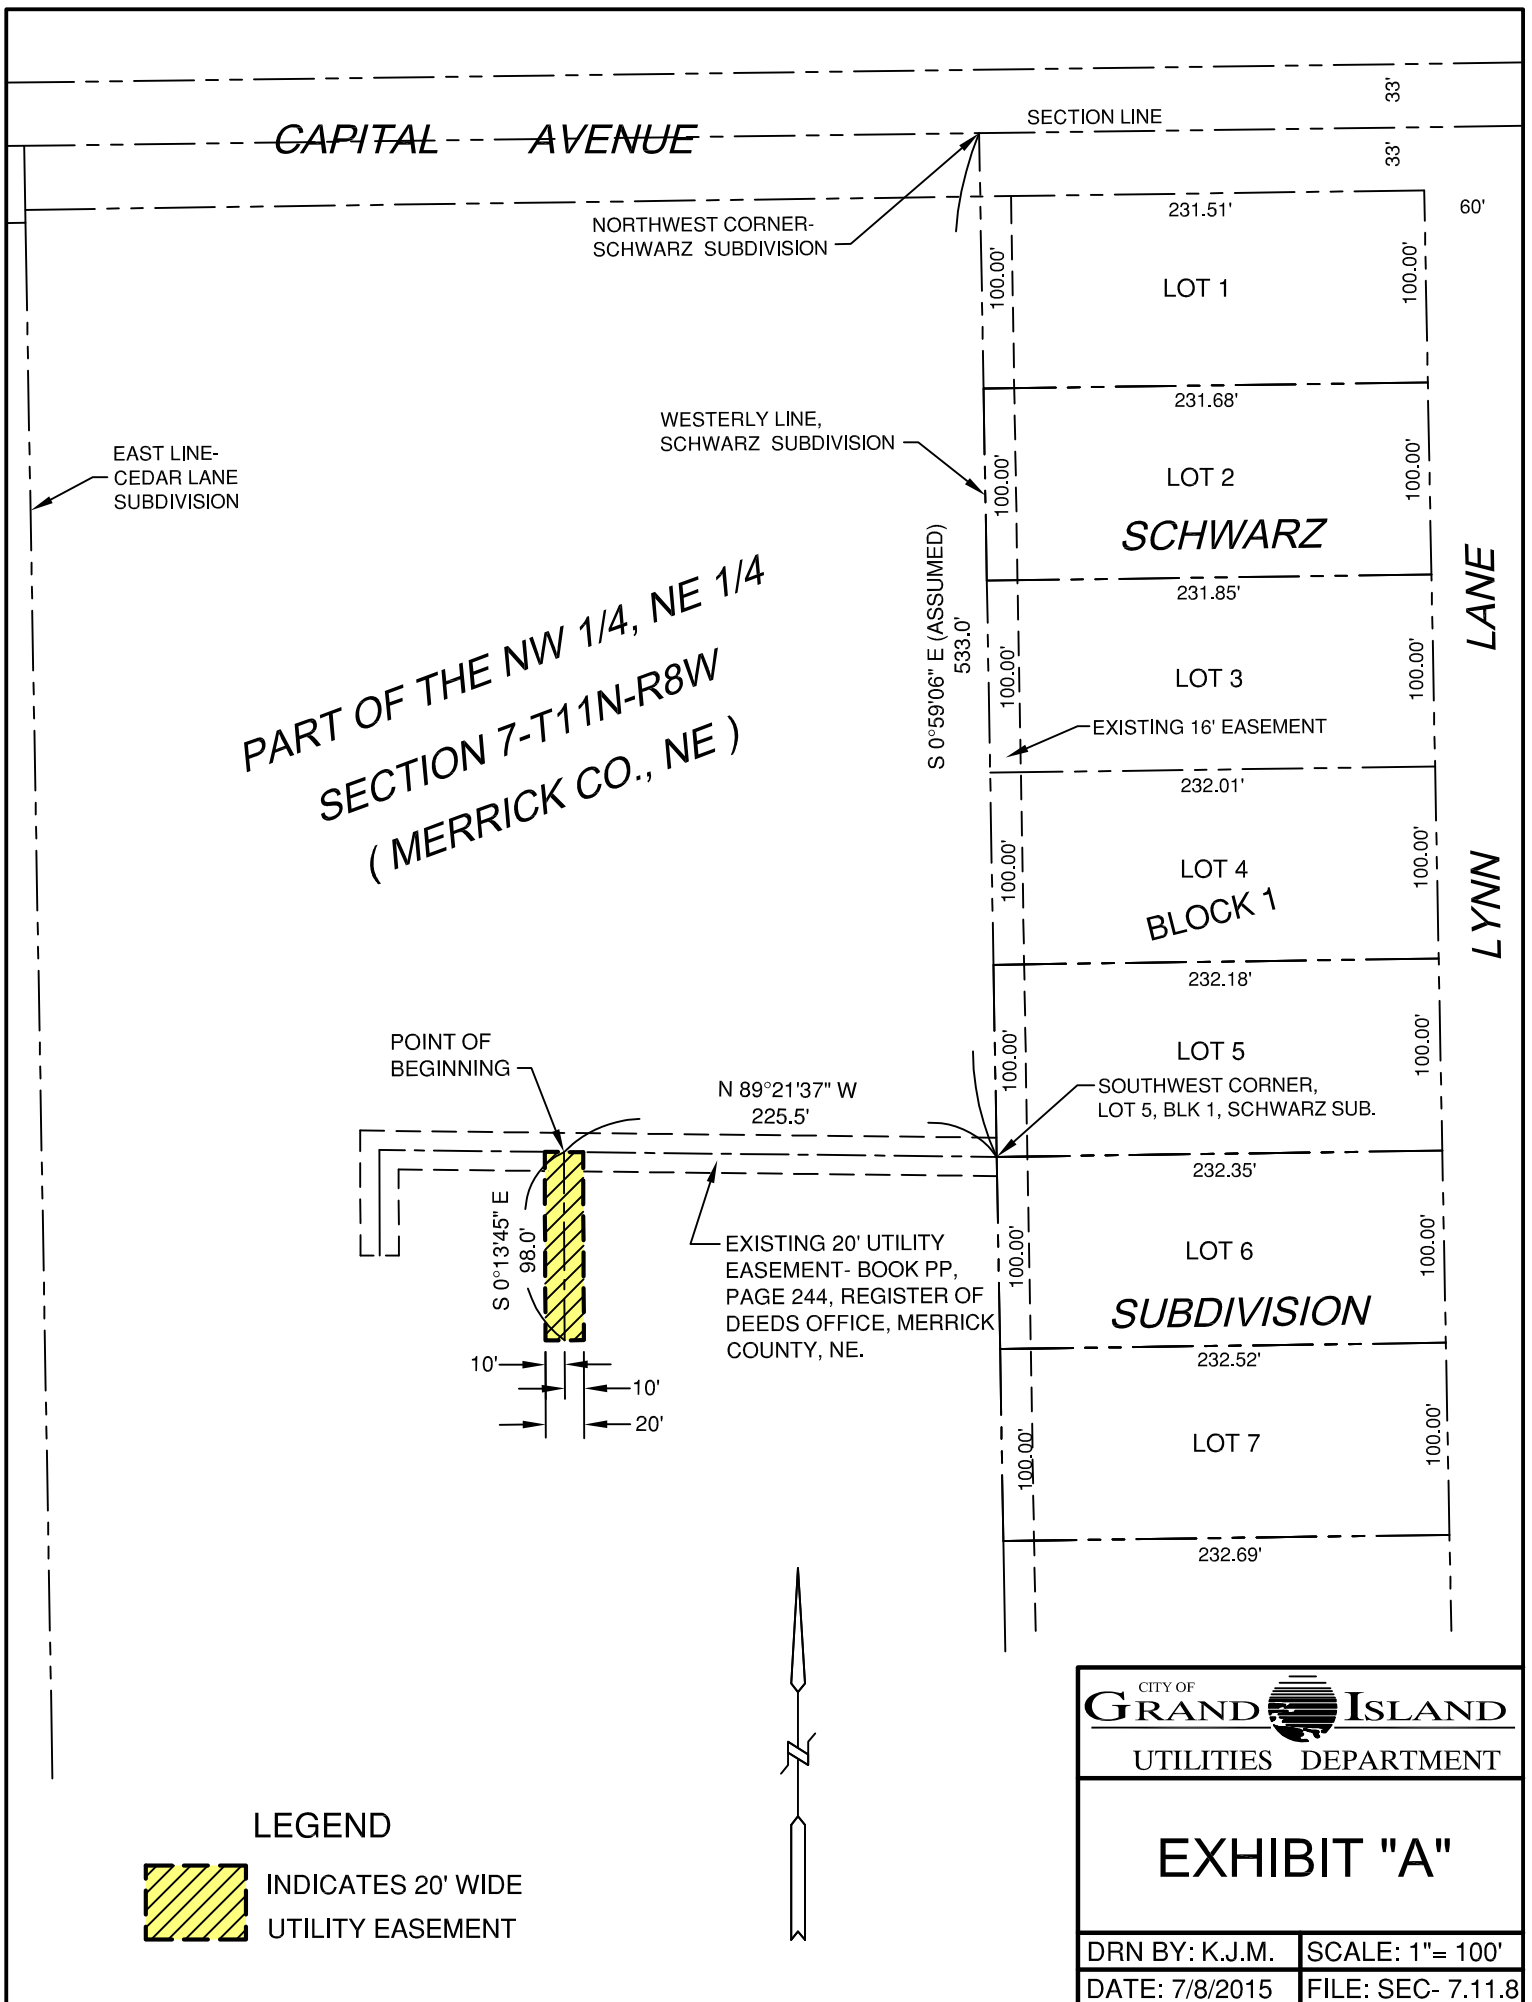 33'
SECTION LINE
CAPITAL AVENUE
33'
NORTHWEST CORNER-
SCHWARZ SUBDIVISION
231.51'
60'
100.00'
LOT 1
100.00'
231.68'
WESTERLY LINE,
SCHWARZ SUBDIVISION
EAST LINE-
CEDAR LANE
SUBDIVISION
100.00'
LOT 2
100.00'
SCHWARZ
231.85'
LANE
S 0°59'06" E (ASSUMED)
533.0'
PART OF THE NW 1/4, NE 1/4
SECTION 7-T11N-R8W
( MERRICK CO., NE )
100.00'
LOT 3
100.00'
EXISTING 16' EASEMENT
232.01'
100.00'
LOT 4
100.00'
BLOCK 1
LYNN
232.18'
POINT OF
BEGINNING
100.00'
LOT 5
100.00'
N 89°21'37" W
225.5'
SOUTHWEST CORNER,
LOT 5, BLK 1, SCHWARZ SUB.
232.35'
S 0°13'45" E
98.0'
EXISTING 20' UTILITY
EASEMENT- BOOK PP,
PAGE 244, REGISTER OF
DEEDS OFFICE, MERRICK
COUNTY, NE.
100.00'
LOT 6
100.00'
SUBDIVISION
232.52'
10'
10'
20'
100.00'
LOT 7
100.00'
232.69'
CITY OF
GRAND ISLAND
UTILITIES DEPARTMENT
LEGEND
INDICATES 20' WIDE
UTILITY EASEMENT
EXHIBIT "A"
DRN BY: K.J.M.
SCALE: 1"= 100'
DATE: 7/8/2015
FILE: SEC- 7.11.8